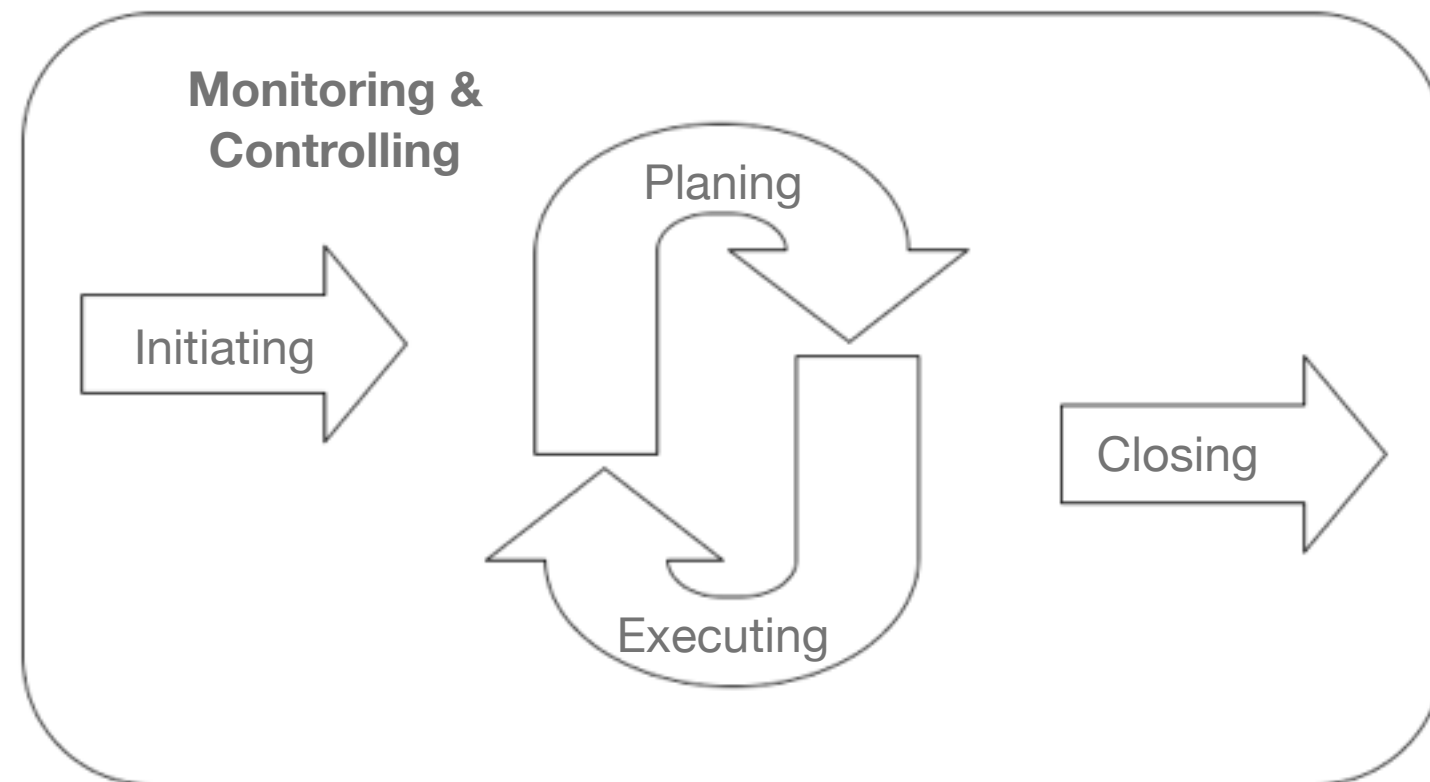 Monitoring &
Controlling
Planing
Initiating
Closing
Executing